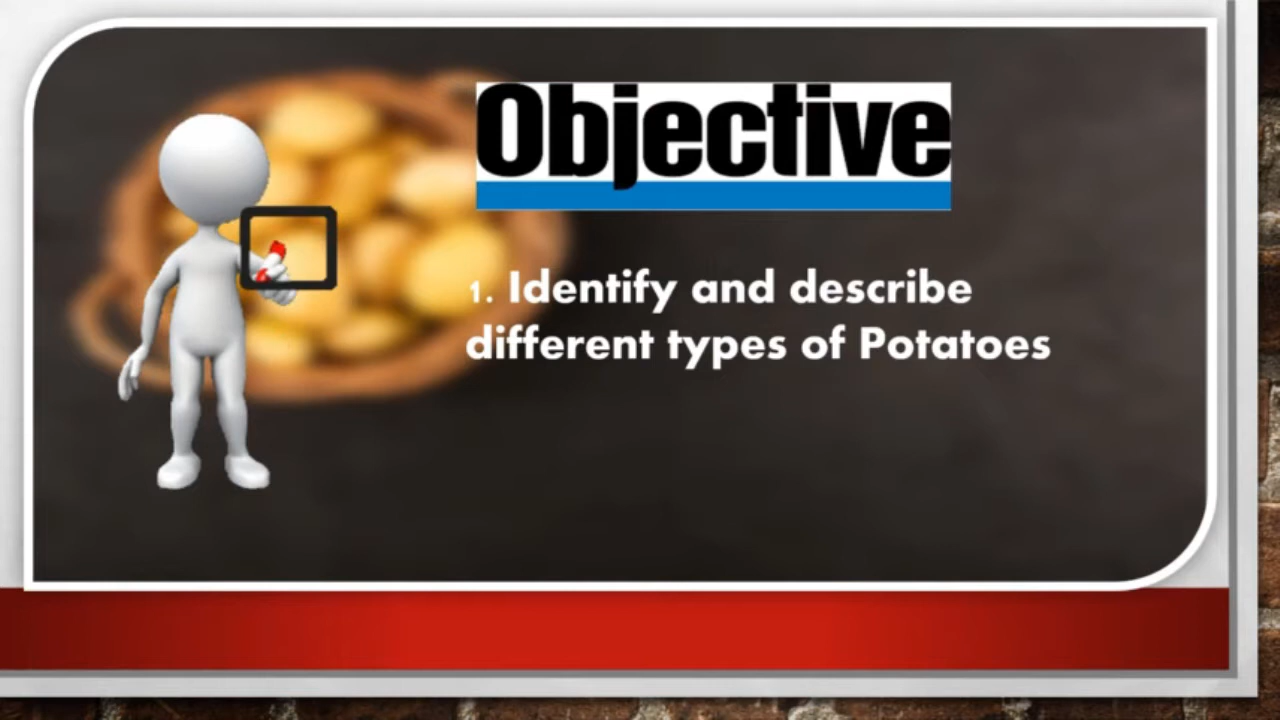 Objective
1. Identify and describe
different types of Potatoes